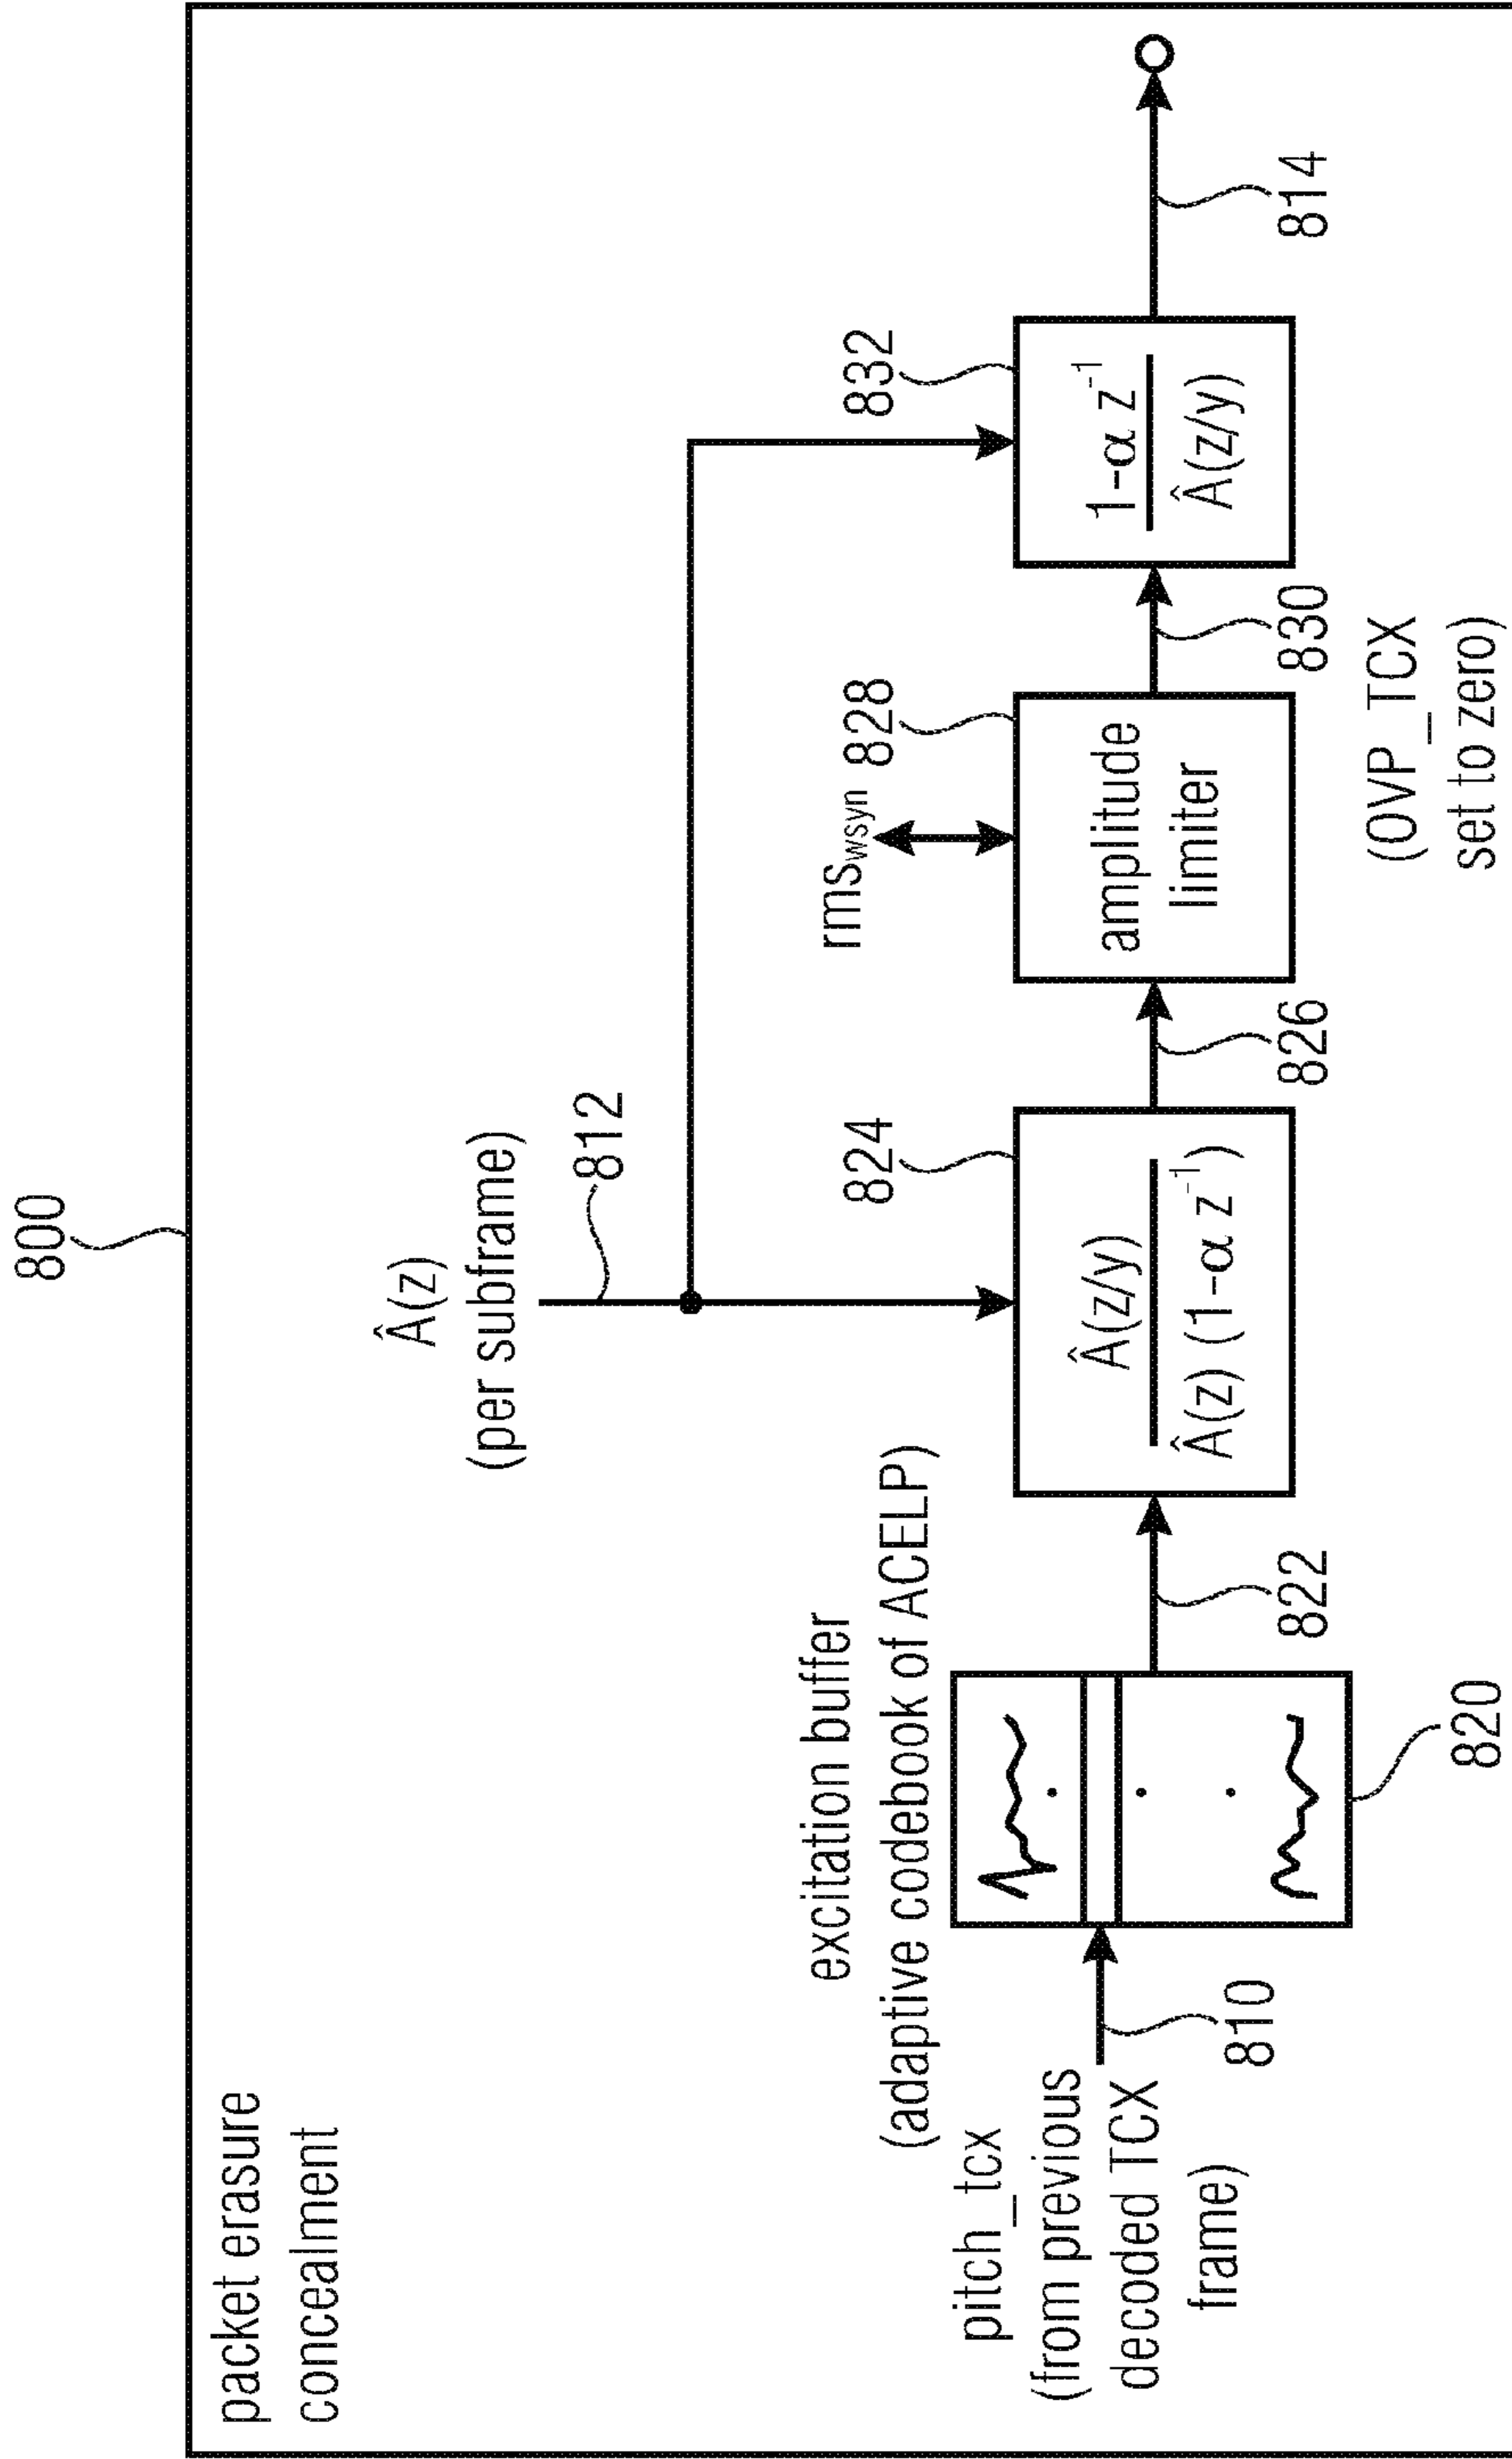 800
packet erasure
concealment
Â(z)
(per subframe)
812
excitation buffer
(adaptive codebook of ACELP)
pitch_tcx
(from previous
decoded TCX
frame)
810
820
822
824
Â(z/y)
Â(z) (1-α z⁻¹)
826
rms_wsyn
828
amplitude
limiter
830
(OVP_TCX
set to zero)
832
1-α z⁻¹
Â(z/y)
814